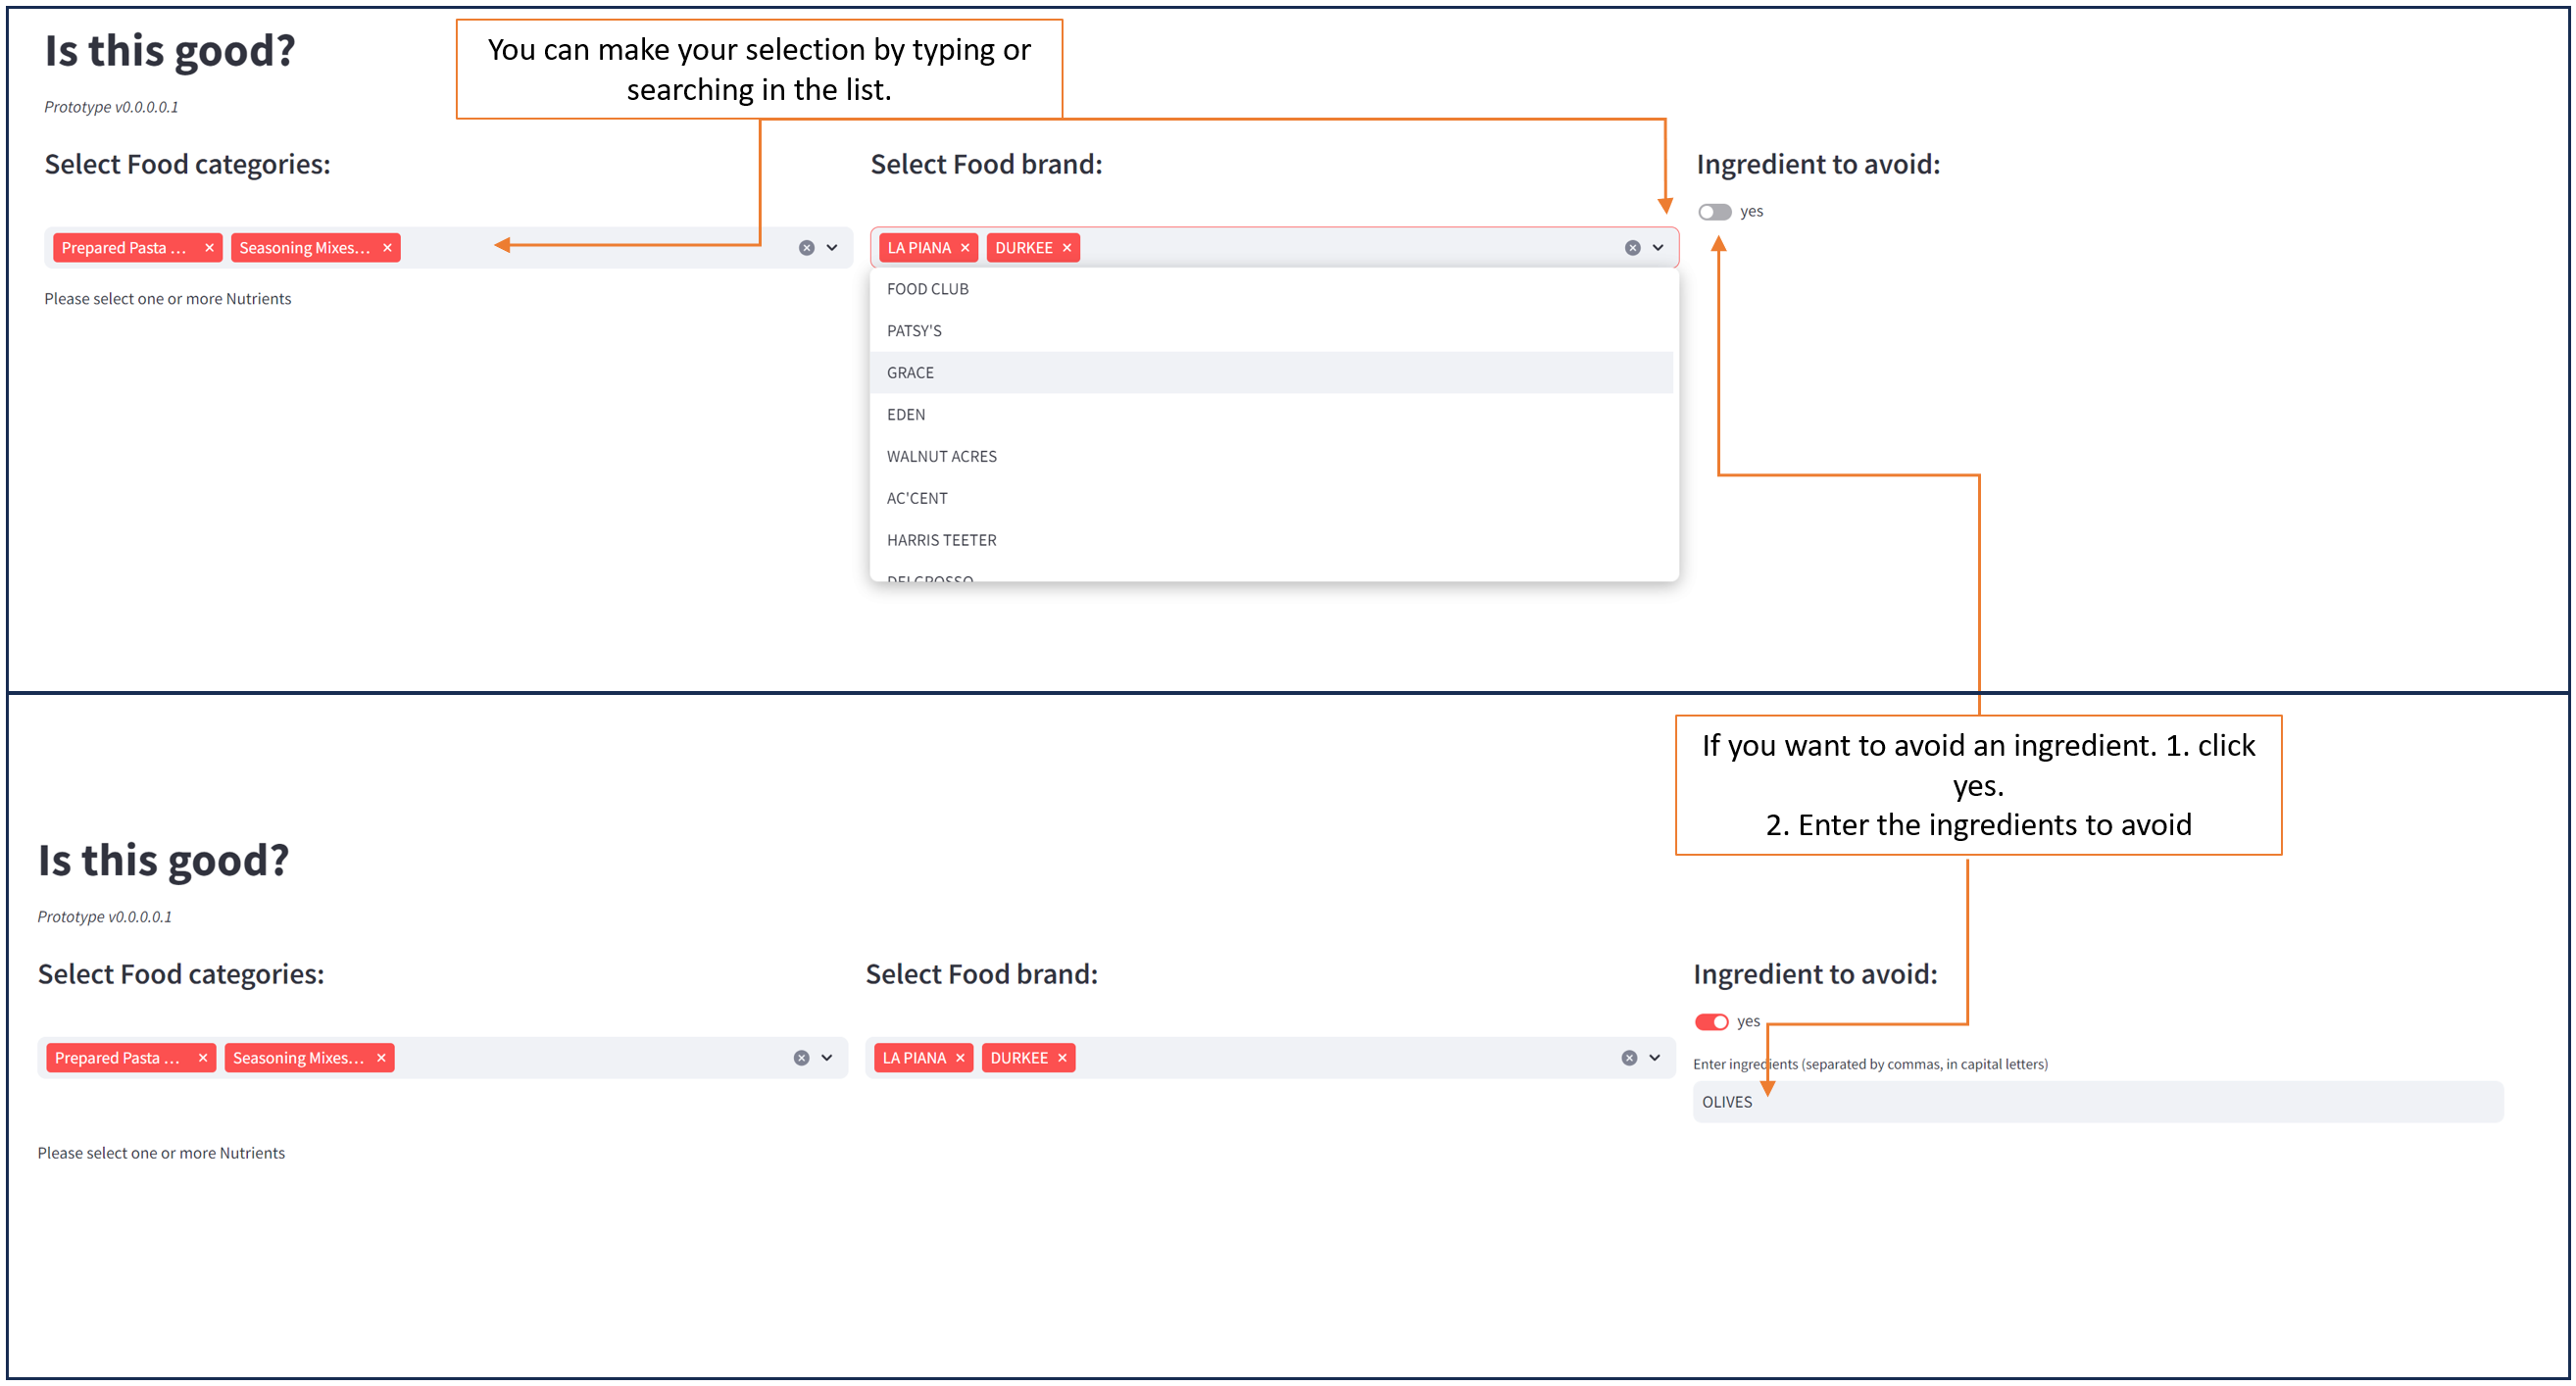 Is this good?
You can make your selection by typing or
searching in the list.
Prototype v0.0.0.0.1
Select Food categories:
Select Food brand:
Ingredient to avoid:
yes
Prepared Pasta ...
Seasoning Mixes...
LA PIANA
DURKEE
Please select one or more Nutrients
FOOD CLUB
PATSY'S
GRACE
EDEN
WALNUT ACRES
AC'CENT
HARRIS TEETER
DELGROSSO
If you want to avoid an ingredient. 1. click
yes.
2. Enter the ingredients to avoid
Is this good?
Prototype v0.0.0.0.1
Select Food categories:
Select Food brand:
Ingredient to avoid:
yes
Prepared Pasta ...
Seasoning Mixes...
LA PIANA
DURKEE
Enter ingredients (separated by commas, in capital letters)
OLIVES
Please select one or more Nutrients